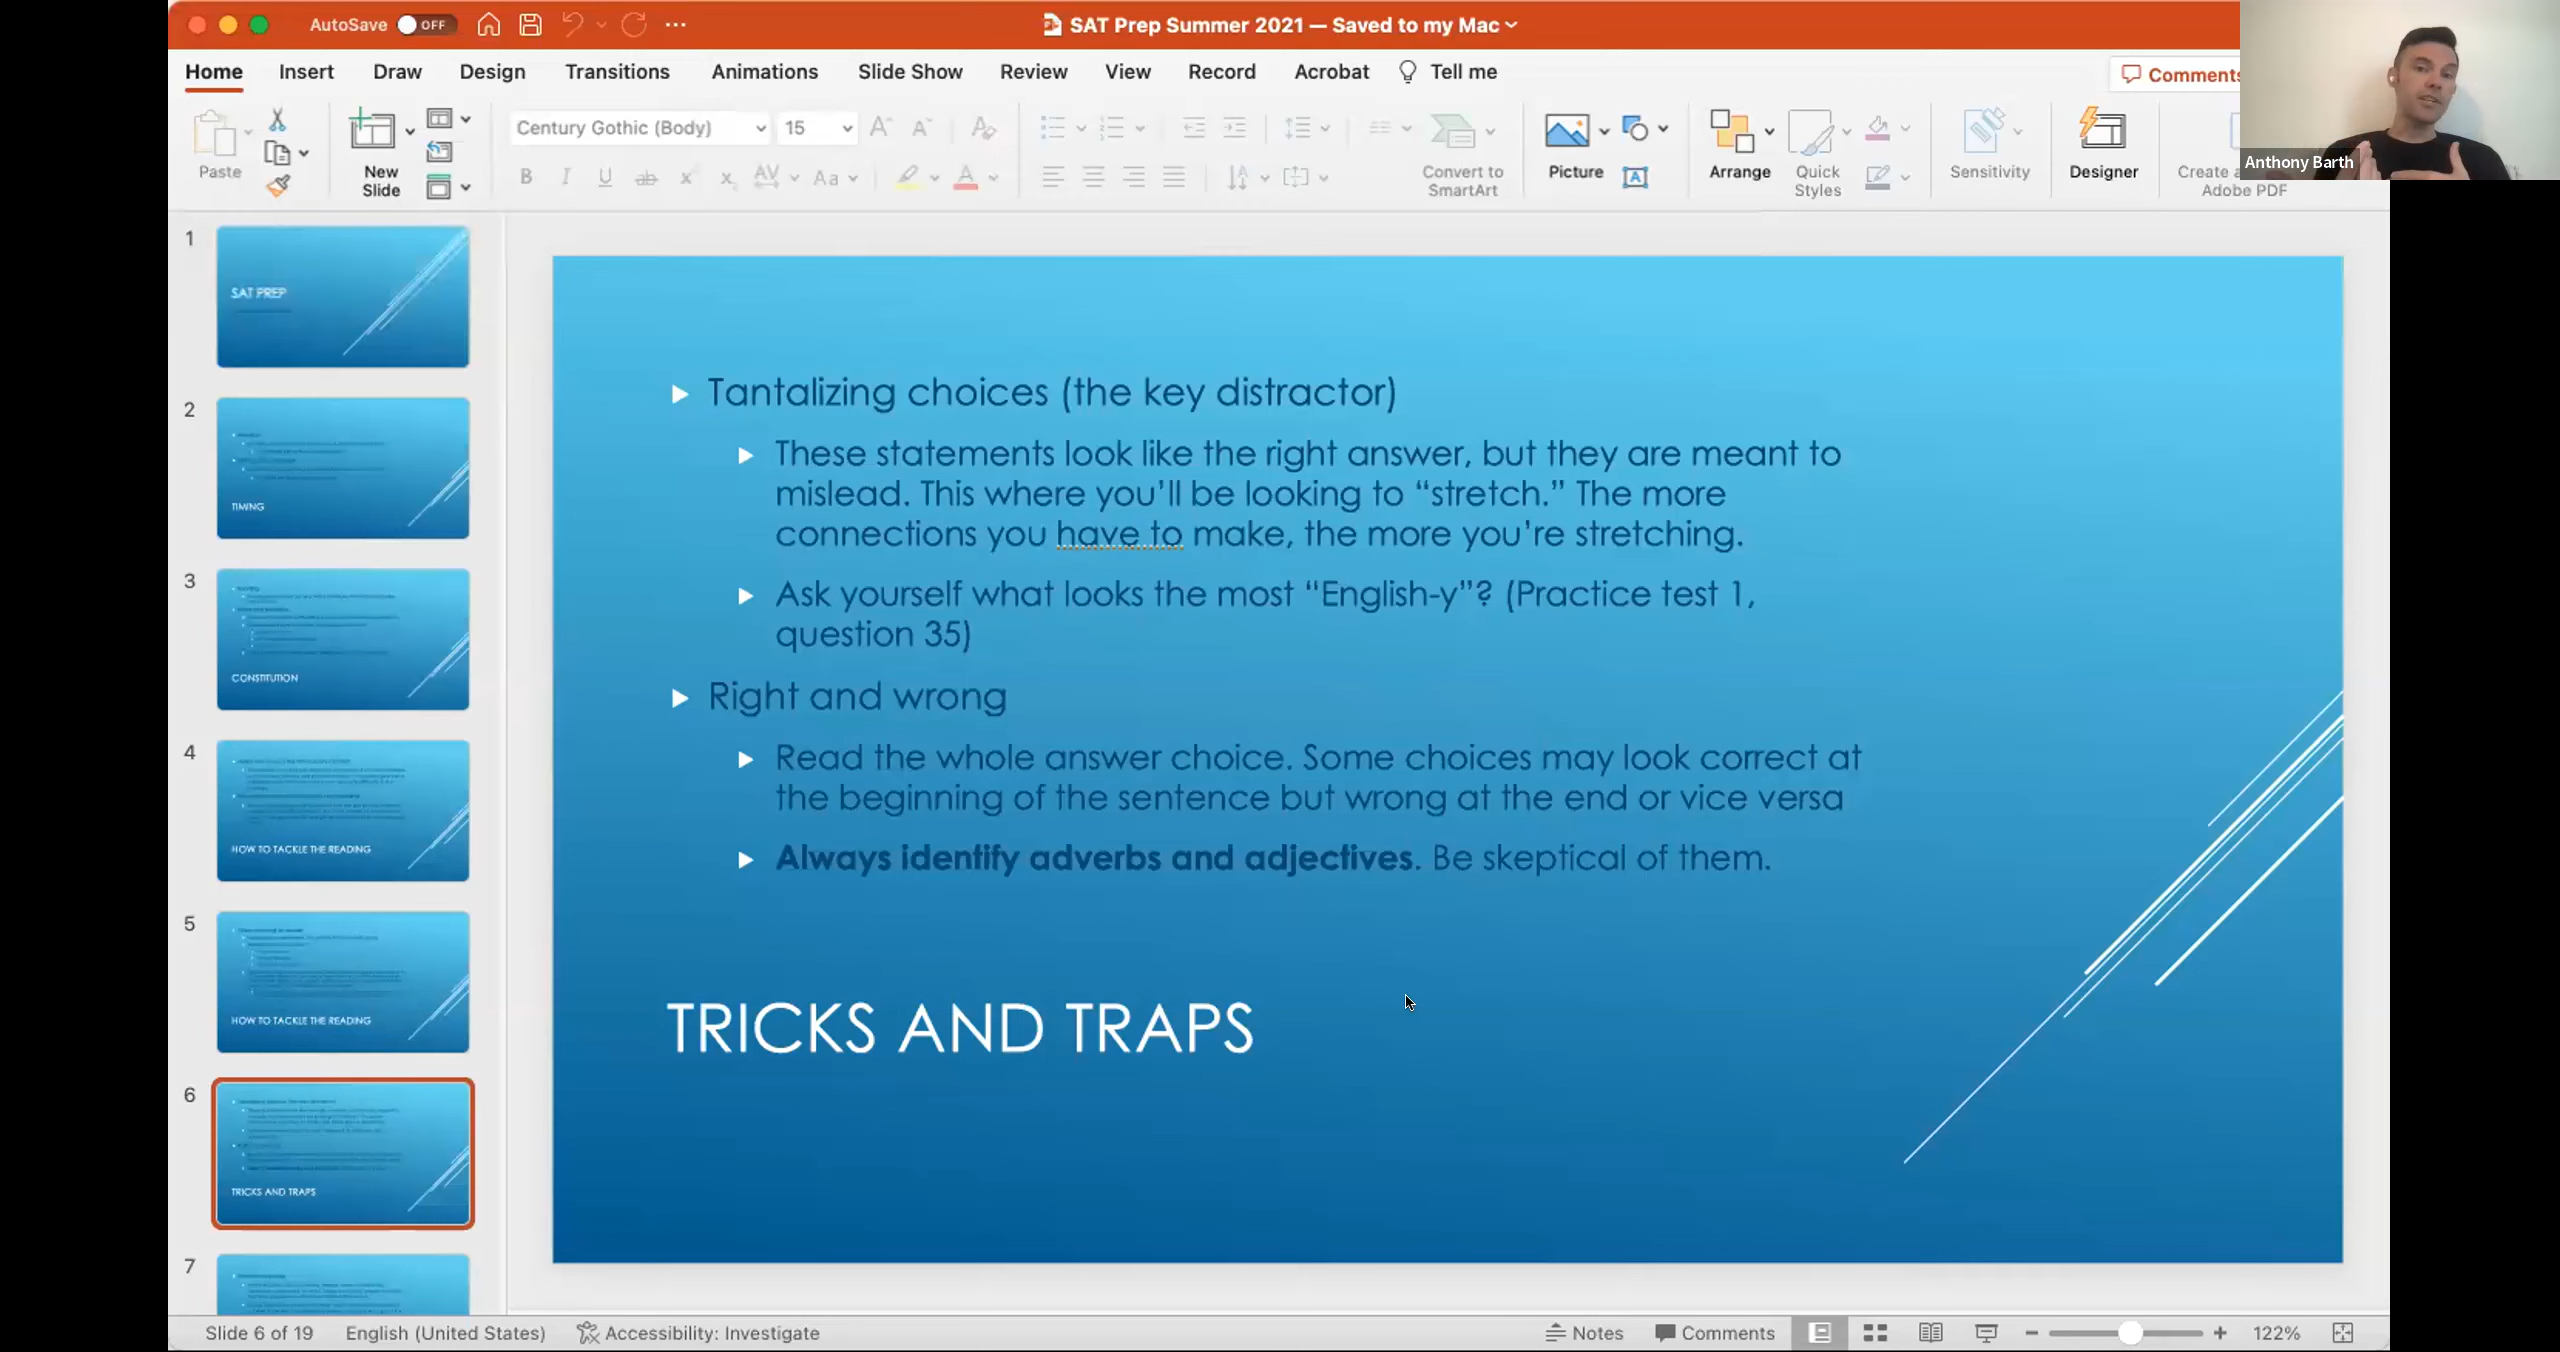 AutoSave OFF
SAT Prep Summer 2021 — Saved to my Mac
Home Insert Draw Design Transitions Animations Slide Show Review View Record Acrobat Tell me
Comments
Paste
New
Slide
Century Gothic (Body) 15
Convert to
SmartArt
Picture
Arrange
Quick
Styles
Sensitivity
Designer
Create a
Adobe PDF
Anthony Barth
1
SAT PREP
2
TIMING
3
CONSTITUTION
4
HOW TO TACKLE THE READING
5
HOW TO TACKLE THE READING
6
TRICKS AND TRAPS
7
Tantalizing choices (the key distractor)
These statements look like the right answer, but they are meant to
mislead. This where you’ll be looking to “stretch.” The more
connections you have to make, the more you’re stretching.
Ask yourself what looks the most “English-y”? (Practice test 1,
question 35)
Right and wrong
Read the whole answer choice. Some choices may look correct at
the beginning of the sentence but wrong at the end or vice versa
Always identify adverbs and adjectives. Be skeptical of them.
TRICKS AND TRAPS
Slide 6 of 19 English (United States) Accessibility: Investigate Notes Comments 122%